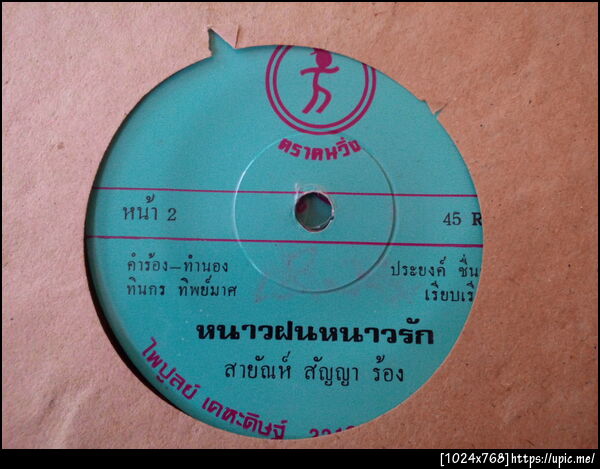 ตราคนวิ่ง
หน้า 2
45 R
คำร้อง–ทำนอง
ทินกร ทิพย์มาศ
ประยงค์ ชื่น
เรียบเรี
หนาวฝนหนาวรัก
สายัณห์ สัญญา ร้อง
ไพบูลย์ เคหะดิษฐ์
[1024x768]https://upic.me/